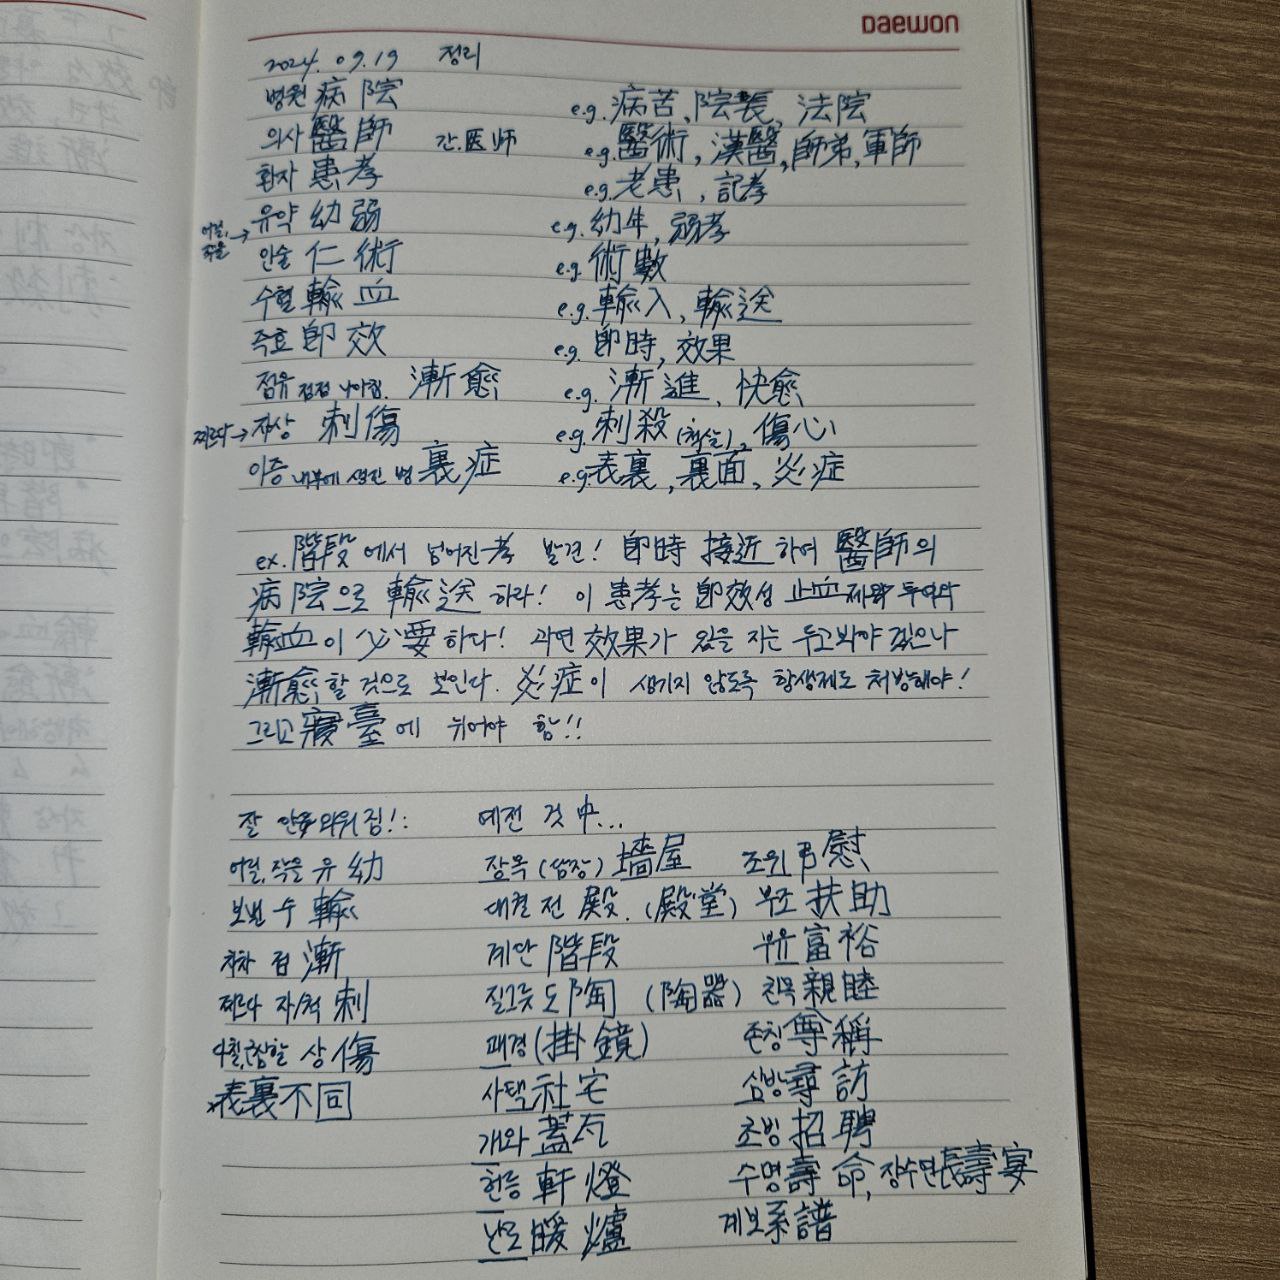 DAEWON
2024. 09. 19 정리
병원 病院 e.g. 病苦, 院長, 法院
의사 醫師 간. 医师 e.g. 醫術, 漢醫, 師弟, 軍師
환자 患者 e.g. 老患, 記者
어릴, 작을 → 유약 幼弱 e.g. 幼年, 弱者
인술 仁術 e.g. 術數
수혈 輸血 e.g. 輸入, 輸送
즉효 即效 e.g. 即時, 效果
점유 점점 나아짐. 漸愈 e.g. 漸進, 快愈
찌르다 → 자상 刺傷 e.g. 刺殺 (척살), 傷心
이증 내부에 생긴 병 裏症 e.g. 表裏, 裏面, 炎症
ex. 階段에서 넘어진 者 발견! 即時 接近하여 醫師의
病院으로 輸送하라! 이 患者는 即效성 止血제와 투여와
輸血이 必要하다! 과연 效果가 있을 지는 두고봐야 겠으나
漸愈할 것으로 보인다. 炎症이 생기지 않도록 항생제도 처방해야!
그리고 寢臺에 뉘어야 함!!
잘 안 외워짐!: 예전 것 中...
어릴, 작을 유 幼 장옥 (담장) 墻屋 조위 弔慰
보낼 수 輸 대궐 전 殿. (殿堂) 부조 扶助
차차 점 漸 계단 階段 부유 富裕
찌르다 자/척 刺 질그릇 도 陶 (陶器) 친목 親睦
다칠, 근심할 상 傷 괘경 (掛鏡) 존칭 尊稱
表裏不同 사택 社宅 심방 尋訪
개와 蓋瓦 초빙 招聘
헌등 軒燈 수명 壽命, 장수연 長壽宴
난로 暖爐 계보 系譜